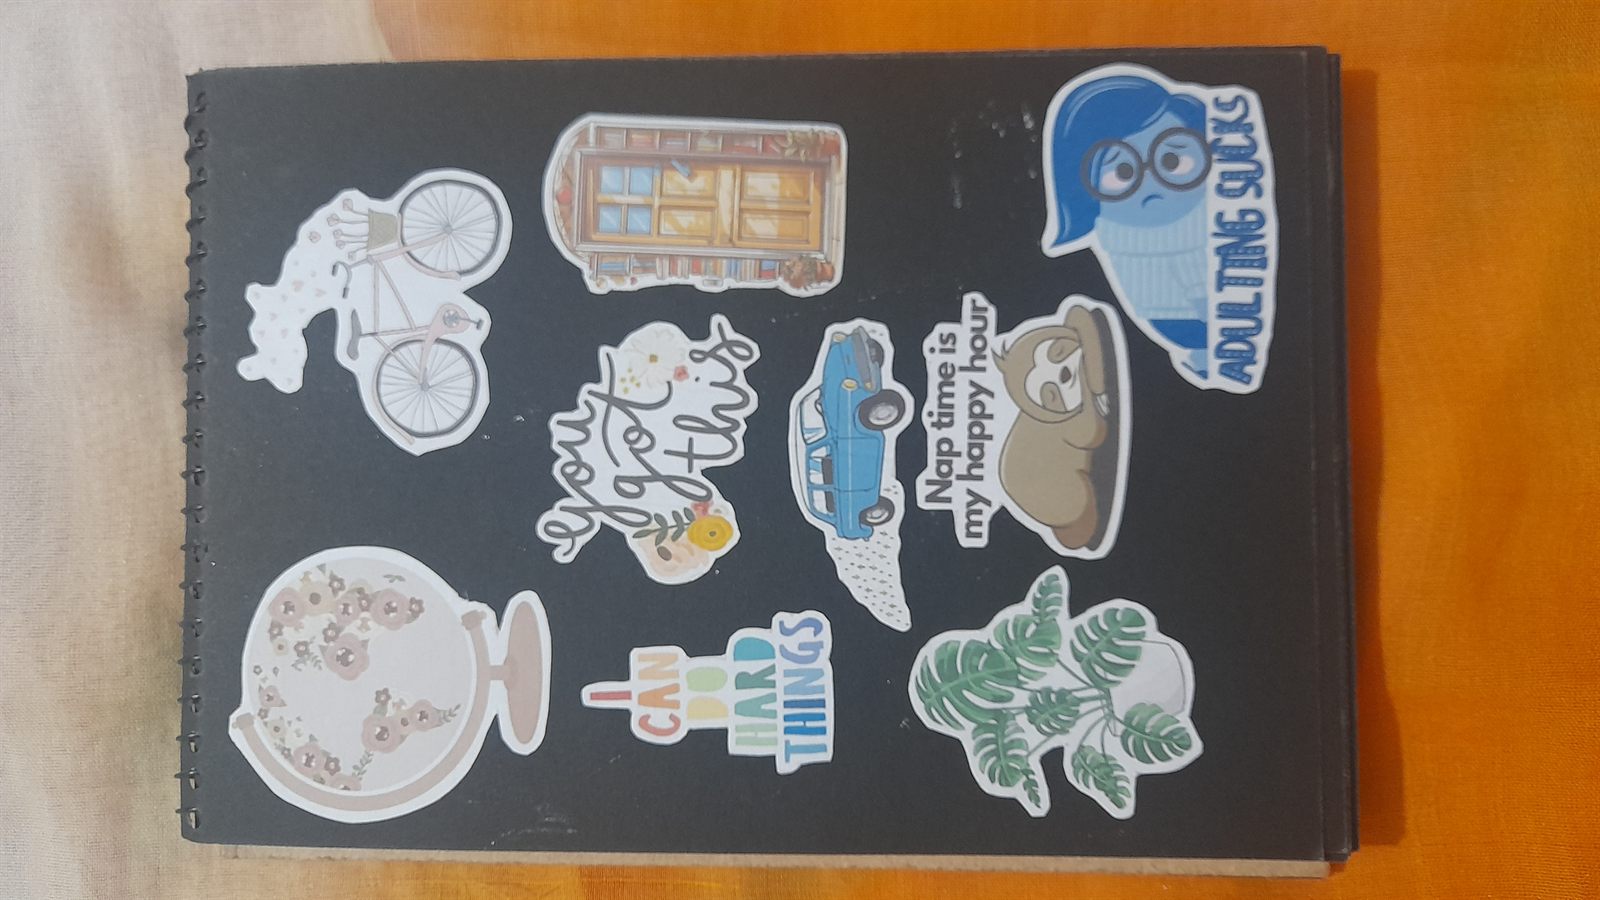 you
got
this
I
CAN
DO
HARD
THINGS
Nap time is
my happy hour
ADULTING SUCKS